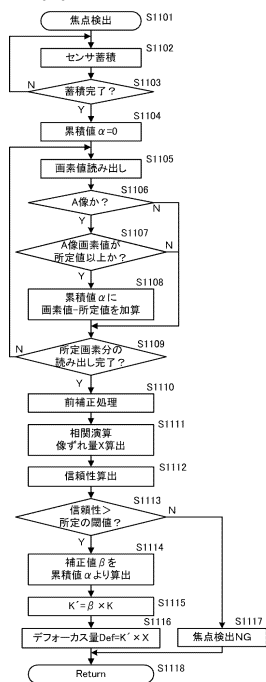 焦点検出
S1101
センサ蓄積
S1102
蓄積完了?
S1103
N
Y
累積値α=0
S1104
画素値読み出し
S1105
A像か?
S1106
N
Y
A像画素値が
所定値以上か?
S1107
N
Y
累積値αに
画素値-所定値を加算
S1108
所定画素分の
読み出し完了?
S1109
N
Y
前補正処理
S1110
相関演算
像ずれ量X算出
S1111
信頼性算出
S1112
信頼性>
所定の閾値?
S1113
N
Y
補正値βを
累積値αより算出
S1114
K´=β×K
S1115
デフォーカス量Def=K´×X
S1116
焦点検出NG
S1117
Return
S1118